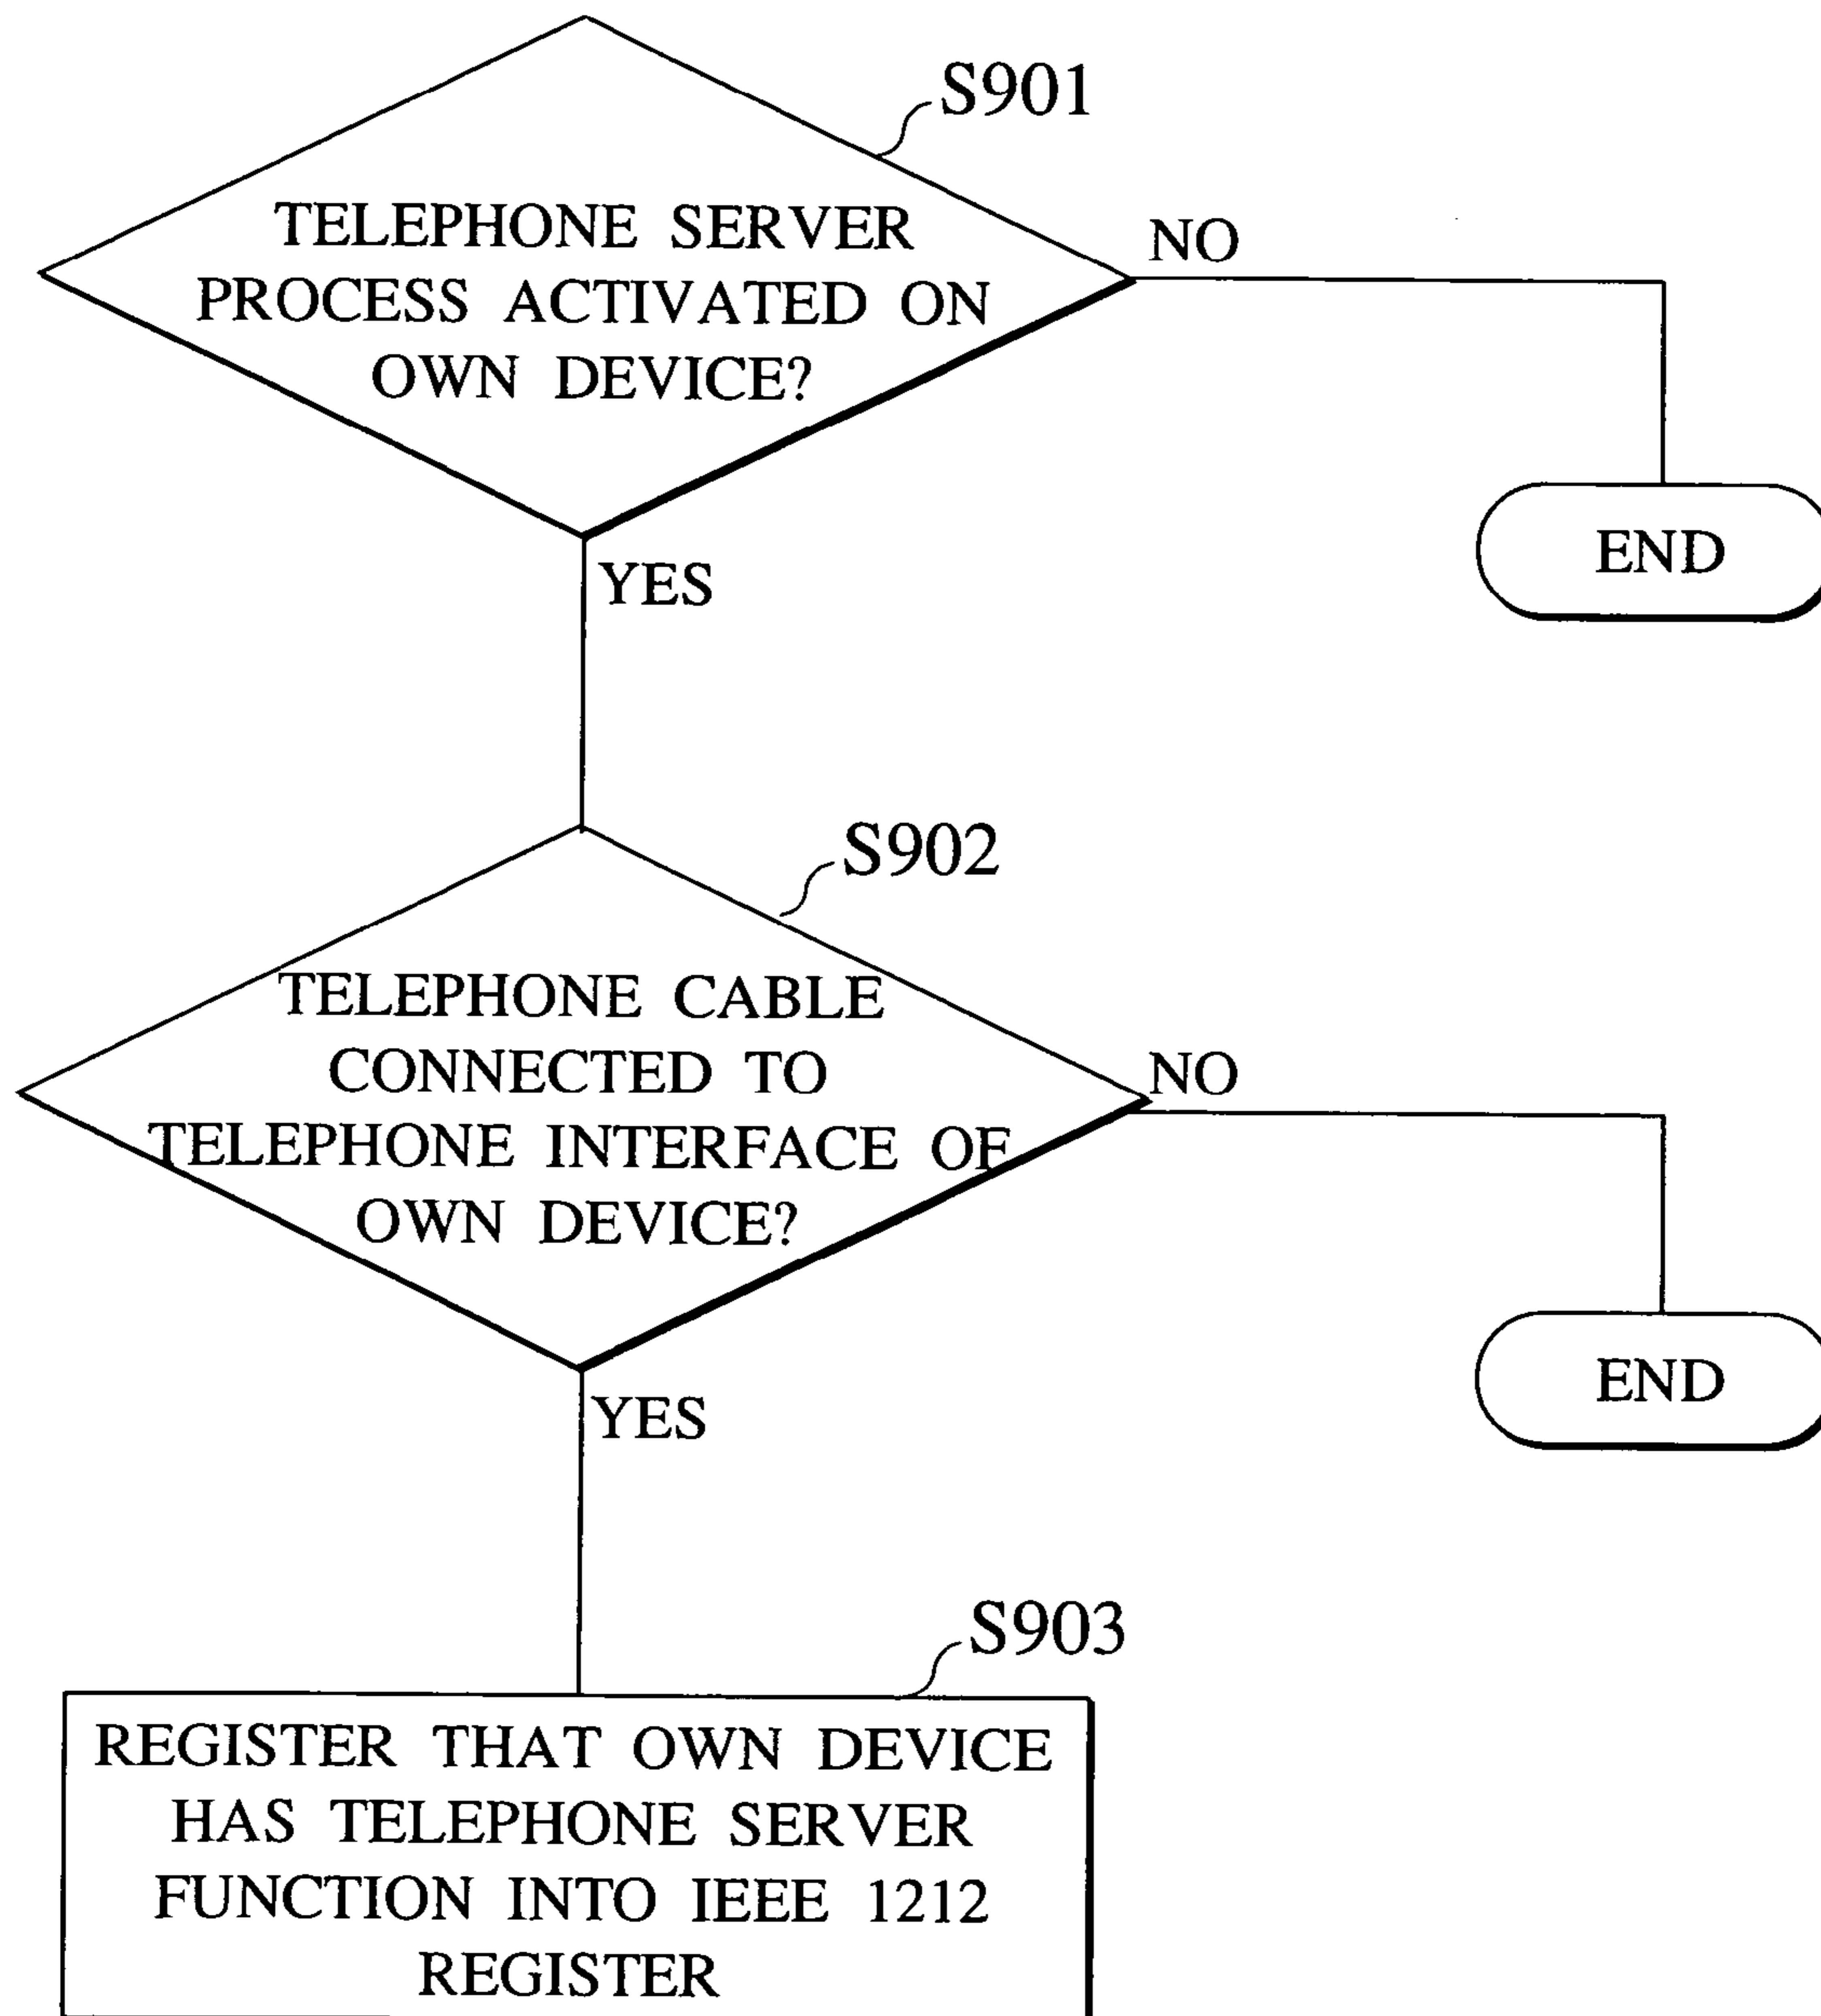 S901
TELEPHONE SERVER
PROCESS ACTIVATED ON
OWN DEVICE?
NO
END
YES
S902
TELEPHONE CABLE
CONNECTED TO
TELEPHONE INTERFACE OF
OWN DEVICE?
NO
END
YES
S903
REGISTER THAT OWN DEVICE
HAS TELEPHONE SERVER
FUNCTION INTO IEEE 1212
REGISTER